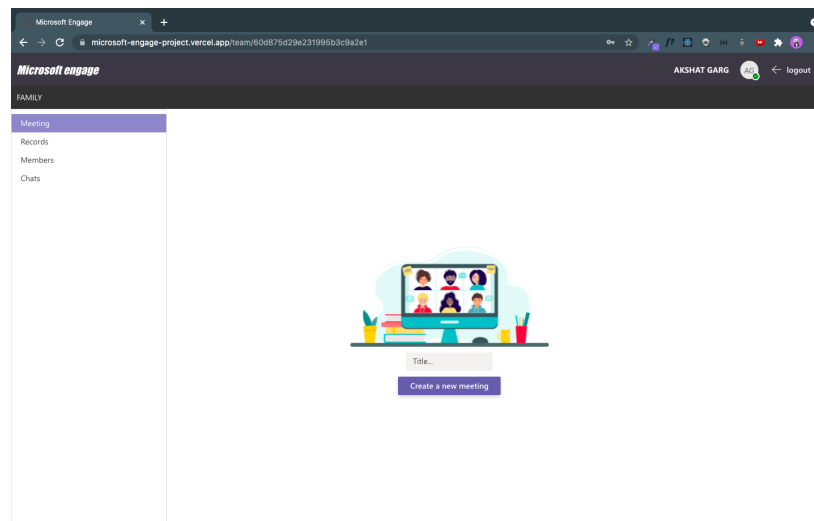 Microsoft Engage
microsoft-engage-project.vercel.app/team/60d875d29e231995b3c9a2e1
Microsoft engage
AKSHAT GARG AG logout
FAMILY
Meeting
Records
Members
Chats
Title...
Create a new meeting